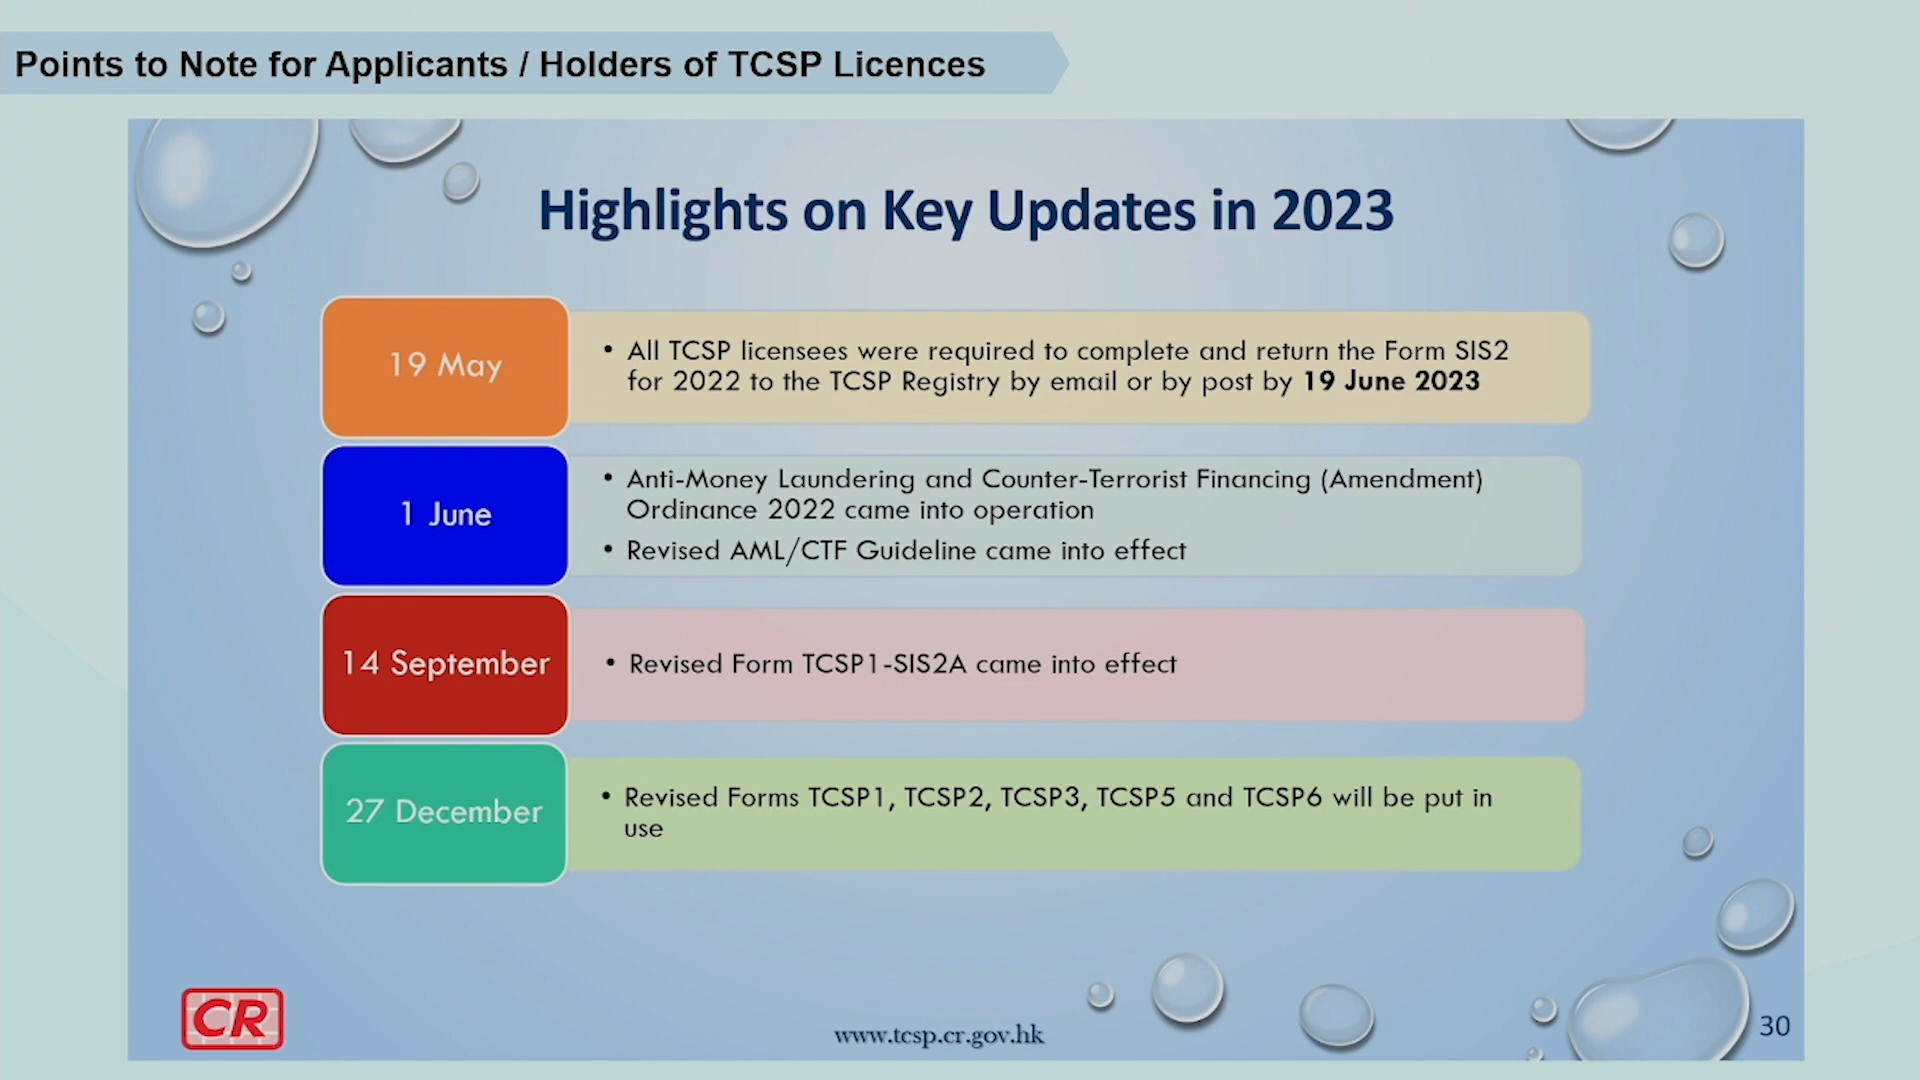 Points to Note for Applicants / Holders of TCSP Licences
Highlights on Key Updates in 2023
19 May
• All TCSP licensees were required to complete and return the Form SIS2
for 2022 to the TCSP Registry by email or by post by 19 June 2023
1 June
• Anti-Money Laundering and Counter-Terrorist Financing (Amendment)
Ordinance 2022 came into operation
• Revised AML/CTF Guideline came into effect
14 September
• Revised Form TCSP1-SIS2A came into effect
27 December
• Revised Forms TCSP1, TCSP2, TCSP3, TCSP5 and TCSP6 will be put in
use
CR
www.tcsp.cr.gov.hk
30